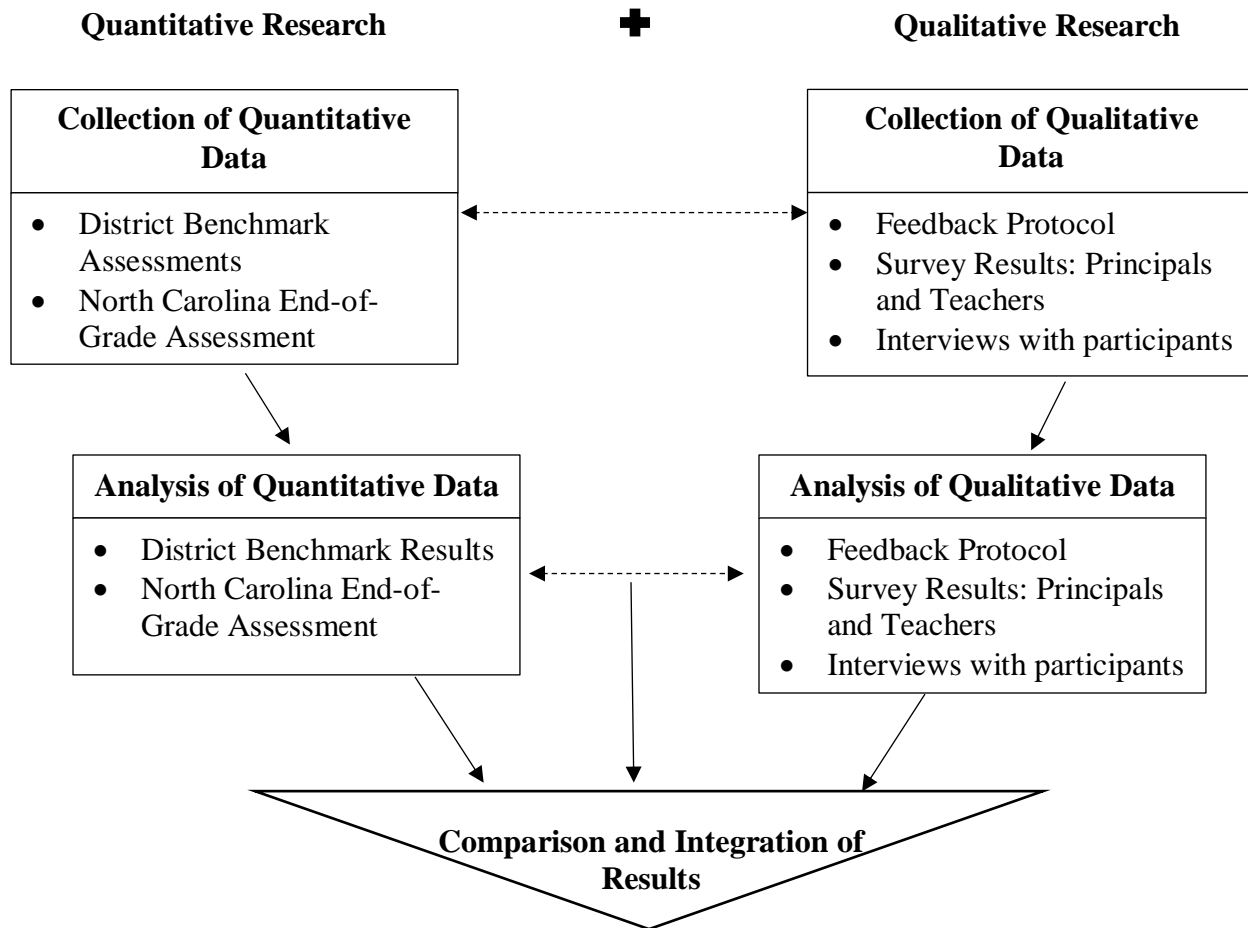 Quantitative Research
Qualitative Research
Collection of Quantitative
Data
• District Benchmark
Assessments
• North Carolina End-of-
Grade Assessment
Collection of Qualitative
Data
• Feedback Protocol
• Survey Results: Principals
and Teachers
• Interviews with participants
Analysis of Quantitative Data
• District Benchmark Results
• North Carolina End-of-
Grade Assessment
Analysis of Qualitative Data
• Feedback Protocol
• Survey Results: Principals
and Teachers
• Interviews with participants
Comparison and Integration of
Results